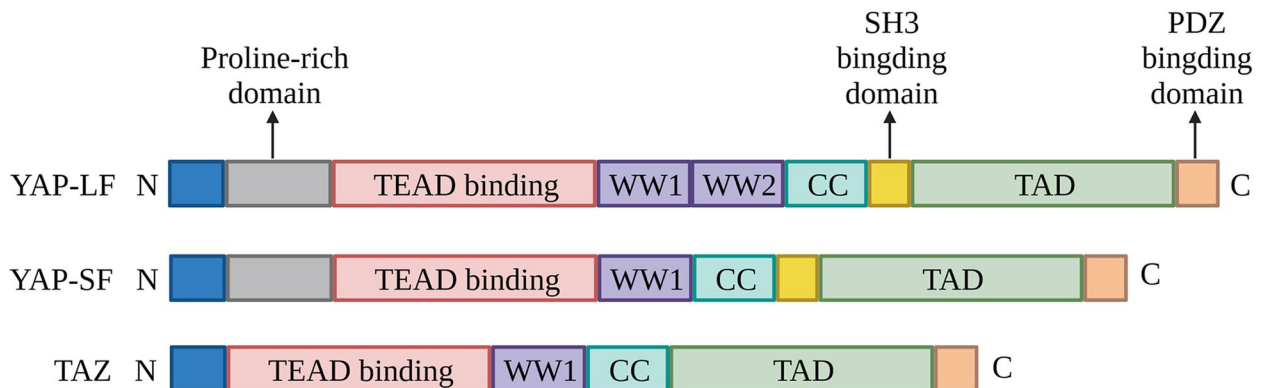 Proline-rich
domain
SH3
bingding
domain
PDZ
bingding
domain
YAP-LF N TEAD binding WW1 WW2 CC TAD C
YAP-SF N TEAD binding WW1 CC TAD C
TAZ N TEAD binding WW1 CC TAD C